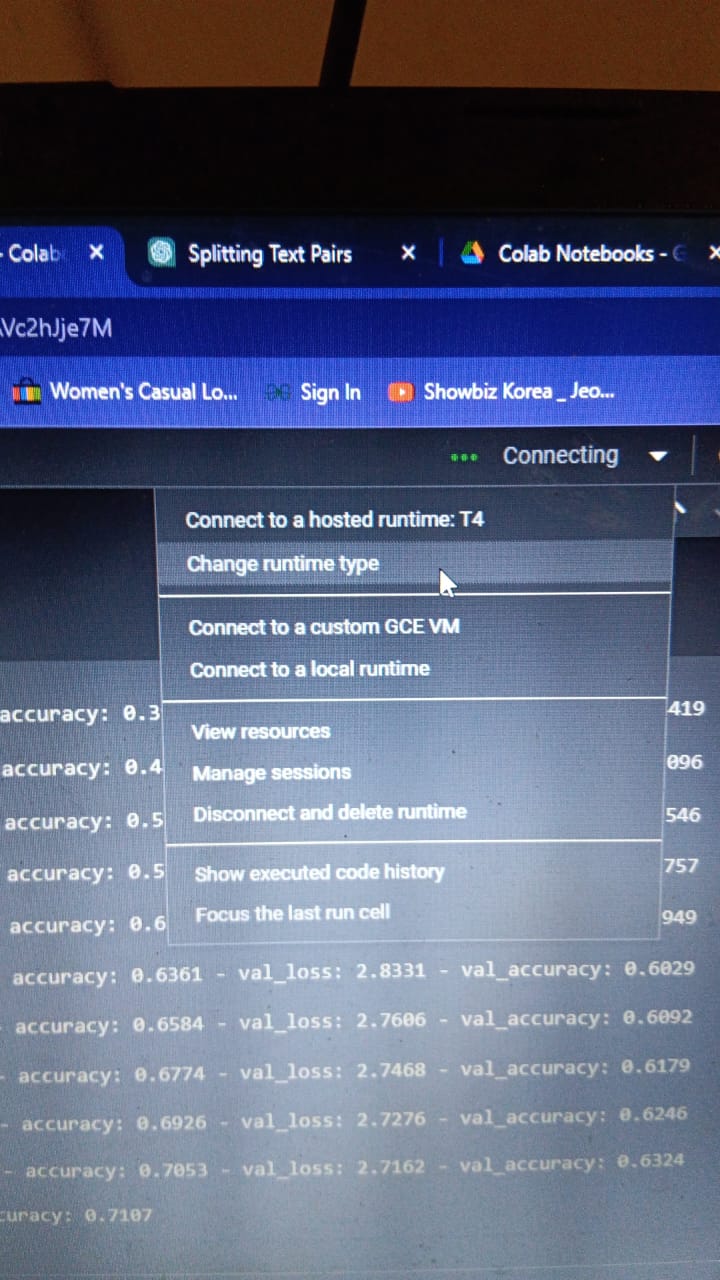 - Colab
Splitting Text Pairs
Colab Notebooks -
Vc2hJje7M
Women's Casual Lo...
Sign In
Showbiz Korea _ Jeo...
Connecting
Connect to a hosted runtime: T4
Change runtime type
Connect to a custom GCE VM
Connect to a local runtime
View resources
Manage sessions
Disconnect and delete runtime
Show executed code history
Focus the last run cell
accuracy: 0.3 419
accuracy: 0.4 096
accuracy: 0.5 546
accuracy: 0.5 757
accuracy: 0.6 949
accuracy: 0.6361 - val_loss: 2.8331 - val_accuracy: 0.6029
- accuracy: 0.6584 - val_loss: 2.7606 - val_accuracy: 0.6092
- accuracy: 0.6774 - val_loss: 2.7468 - val_accuracy: 0.6179
- accuracy: 0.6926 - val_loss: 2.7276 - val_accuracy: 0.6246
- accuracy: 0.7053 - val_loss: 2.7162 - val_accuracy: 0.6324
curacy: 0.7107